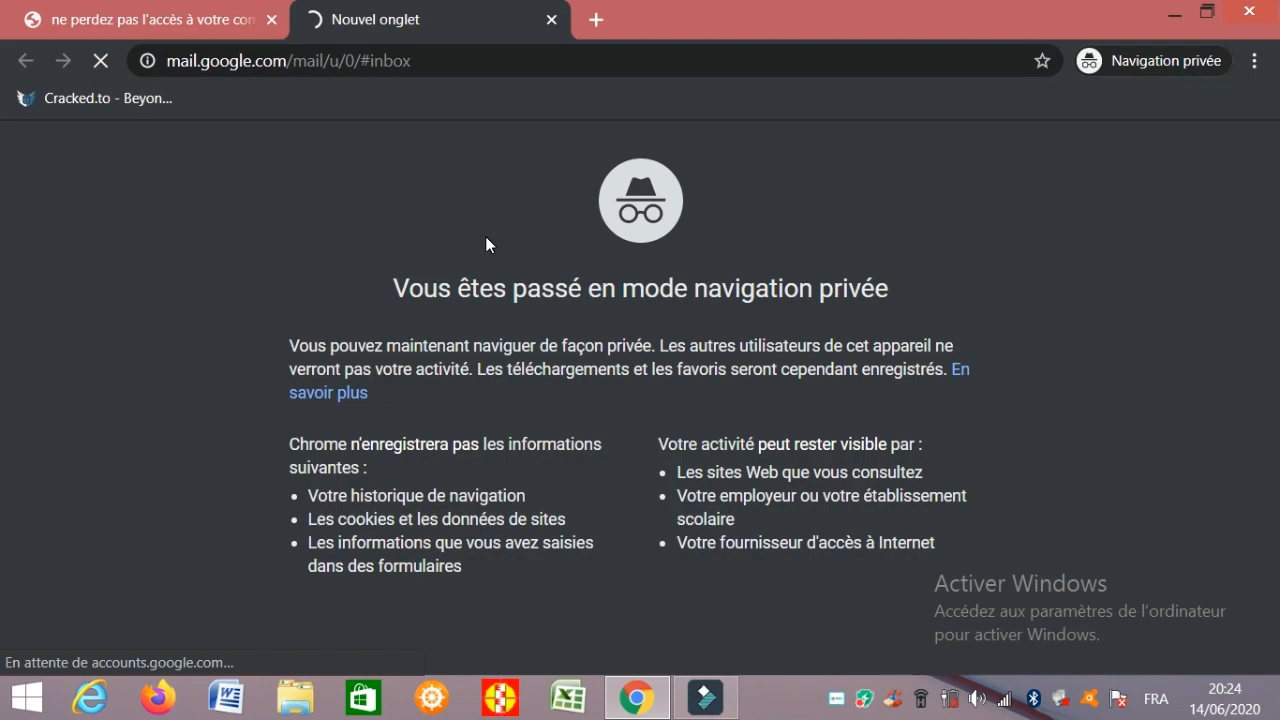 ne perdez pas l'accès à votre con
Nouvel onglet
mail.google.com/mail/u/0/#inbox
Navigation privée
Cracked.to - Beyon...
Vous êtes passé en mode navigation privée
Vous pouvez maintenant naviguer de façon privée. Les autres utilisateurs de cet appareil ne
verront pas votre activité. Les téléchargements et les favoris seront cependant enregistrés. En
savoir plus
Chrome n'enregistrera pas les informations
suivantes :
• Votre historique de navigation
• Les cookies et les données de sites
• Les informations que vous avez saisies
dans des formulaires
Votre activité peut rester visible par :
• Les sites Web que vous consultez
• Votre employeur ou votre établissement
scolaire
• Votre fournisseur d'accès à Internet
Activer Windows
Accédez aux paramètres de l'ordinateur
pour activer Windows.
En attente de accounts.google.com...
FRA
20:24
14/06/2020